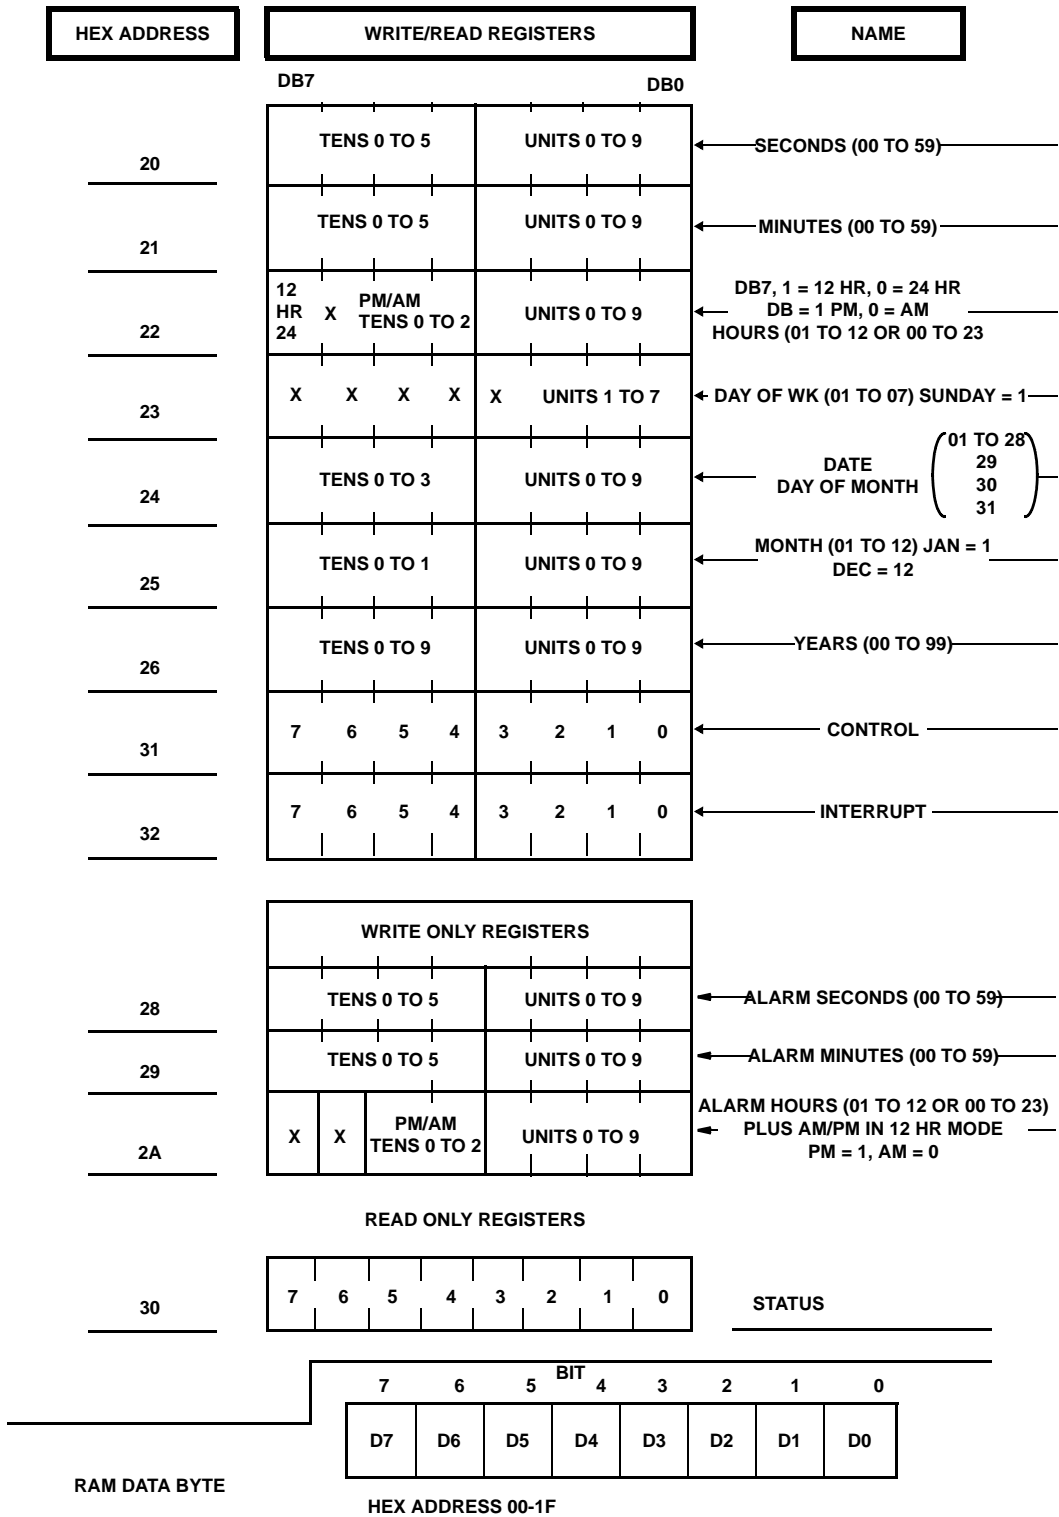 HEX ADDRESS WRITE/READ REGISTERS NAME
DB7 DB0
20 TENS 0 TO 5 UNITS 0 TO 9 SECONDS (00 TO 59)
21 TENS 0 TO 5 UNITS 0 TO 9 MINUTES (00 TO 59)
22
12
HR
24
X
PM/AM
TENS 0 TO 2
UNITS 0 TO 9
DB7, 1 = 12 HR, 0 = 24 HR
DB = 1 PM, 0 = AM
HOURS (01 TO 12 OR 00 TO 23
23 X X X X X UNITS 1 TO 7 DAY OF WK (01 TO 07) SUNDAY = 1
24 TENS 0 TO 3 UNITS 0 TO 9
DATE
DAY OF MONTH
(01 TO 28)
29
30
31
25 TENS 0 TO 1 UNITS 0 TO 9
MONTH (01 TO 12) JAN = 1
DEC = 12
26 TENS 0 TO 9 UNITS 0 TO 9 YEARS (00 TO 99)
31 7 6 5 4 3 2 1 0 CONTROL
32 7 6 5 4 3 2 1 0 INTERRUPT
WRITE ONLY REGISTERS
28 TENS 0 TO 5 UNITS 0 TO 9 ALARM SECONDS (00 TO 59)
29 TENS 0 TO 5 UNITS 0 TO 9 ALARM MINUTES (00 TO 59)
2A X X
PM/AM
TENS 0 TO 2
UNITS 0 TO 9
ALARM HOURS (01 TO 12 OR 00 TO 23)
PLUS AM/PM IN 12 HR MODE
PM = 1, AM = 0
READ ONLY REGISTERS
30 7 6 5 4 3 2 1 0 STATUS
BIT
7 6 5 4 3 2 1 0
D7 D6 D5 D4 D3 D2 D1 D0
RAM DATA BYTE
HEX ADDRESS 00-1F